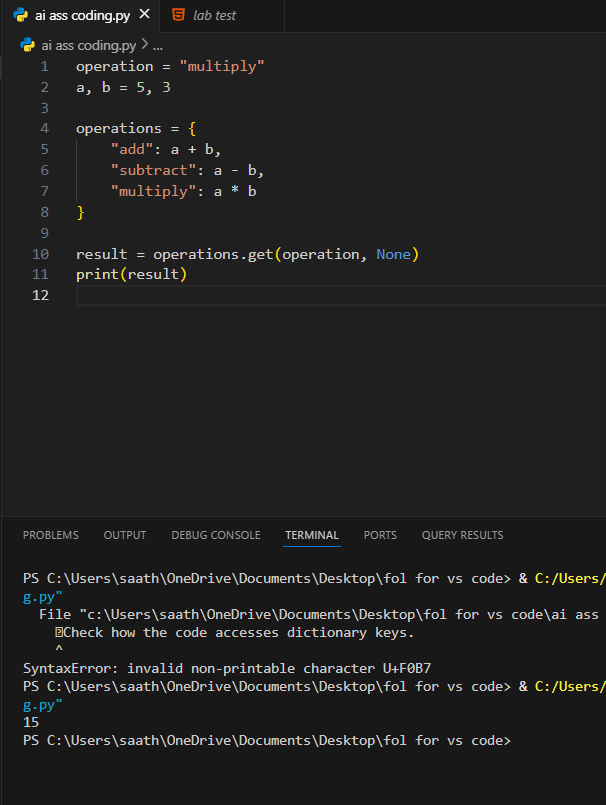 ai ass coding.py
lab test
ai ass coding.py > ...
1 operation = "multiply"
2 a, b = 5, 3
3
4 operations = {
5 "add": a + b,
6 "subtract": a - b,
7 "multiply": a * b
8 }
9
10 result = operations.get(operation, None)
11 print(result)
12
PROBLEMS OUTPUT DEBUG CONSOLE TERMINAL PORTS QUERY RESULTS
PS C:\Users\saath\OneDrive\Documents\Desktop\fol for vs code> & C:/Users/
g.py"
File "c:\Users\saath\OneDrive\Documents\Desktop\fol for vs code\ai ass
Check how the code accesses dictionary keys.
^
SyntaxError: invalid non-printable character U+F0B7
PS C:\Users\saath\OneDrive\Documents\Desktop\fol for vs code> & C:/Users/
g.py"
15
PS C:\Users\saath\OneDrive\Documents\Desktop\fol for vs code>